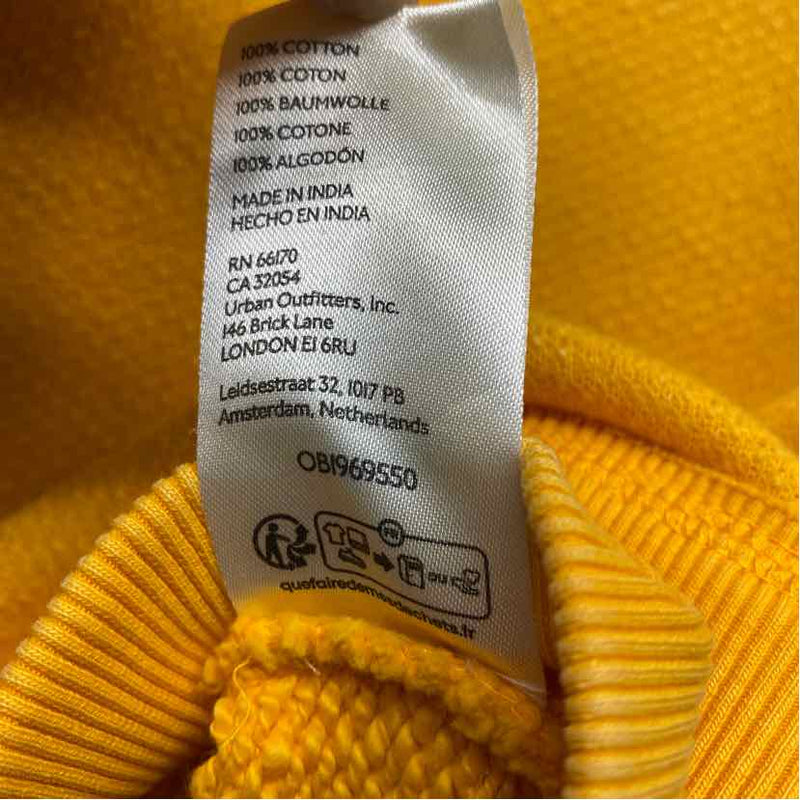 100% COTTON
100% COTON
100% BAUMWOLLE
100% COTONE
100% ALGODÓN
MADE IN INDIA
HECHO EN INDIA
RN 66170
CA 32054
Urban Outfitters, Inc.
146 Brick Lane
LONDON E1 6RU
Leidsestraat 32, 1017 PB
Amsterdam, Netherlands
OB1969550
FR
OU
quefairedemesdechets.fr